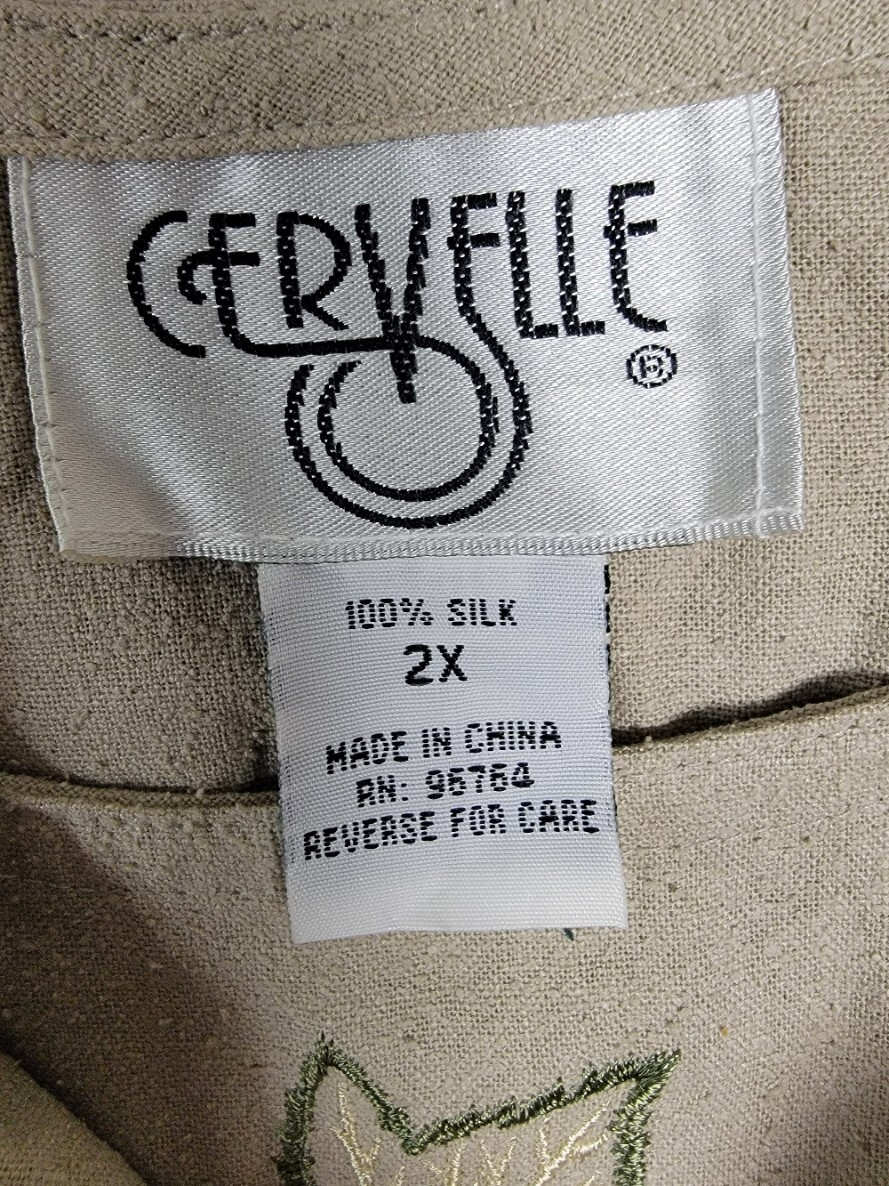 CERVELLE ®
100% SILK
2X
MADE IN CHINA
RN: 96764
REVERSE FOR CARE